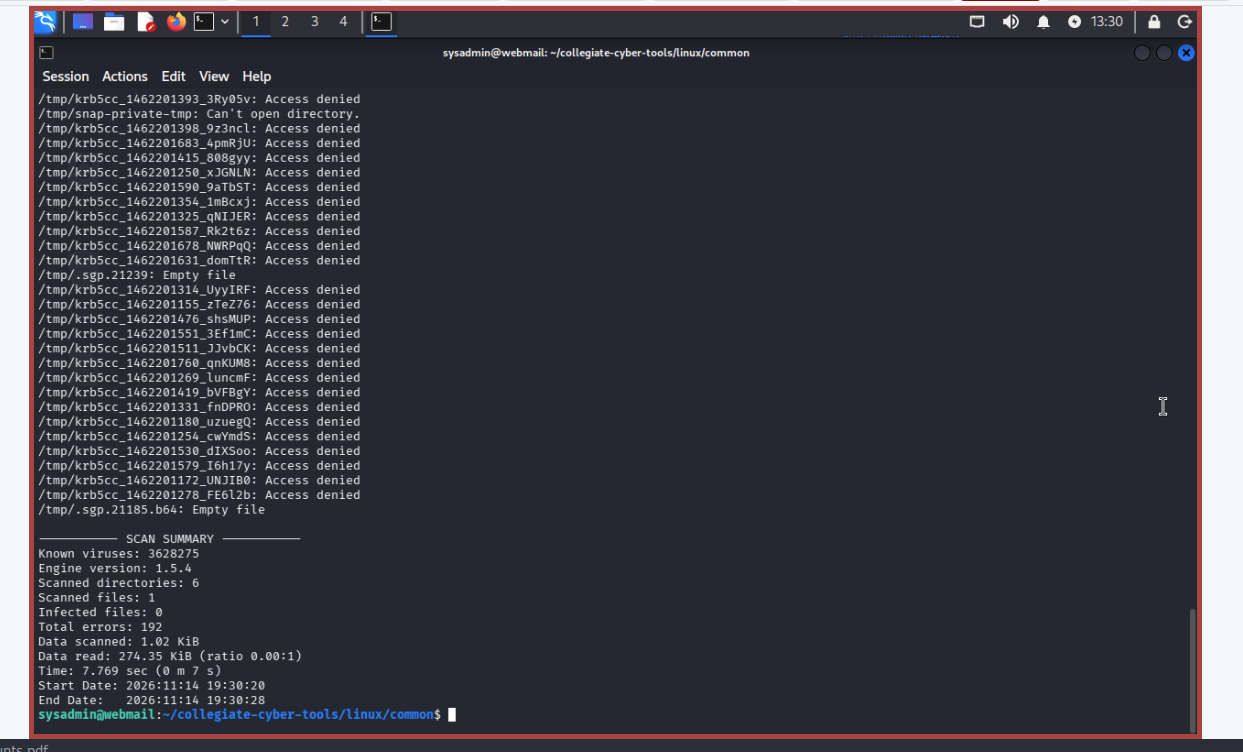 1 2 3 4 13:30
sysadmin@webmail: ~/collegiate-cyber-tools/linux/common
Session Actions Edit View Help
/tmp/krb5cc_1462201393_3Ry05v: Access denied
/tmp/snap-private-tmp: Can't open directory.
/tmp/krb5cc_1462201398_9z3ncl: Access denied
/tmp/krb5cc_1462201683_4pmRjU: Access denied
/tmp/krb5cc_1462201415_808gyy: Access denied
/tmp/krb5cc_1462201250_xJGNLN: Access denied
/tmp/krb5cc_1462201590_9aTbST: Access denied
/tmp/krb5cc_1462201354_1mBcxj: Access denied
/tmp/krb5cc_1462201325_qNIJER: Access denied
/tmp/krb5cc_1462201587_Rk2t6z: Access denied
/tmp/krb5cc_1462201678_NWRPqQ: Access denied
/tmp/krb5cc_1462201631_domTtR: Access denied
/tmp/.sgp.21239: Empty file
/tmp/krb5cc_1462201314_UyyIRF: Access denied
/tmp/krb5cc_1462201155_zTeZ76: Access denied
/tmp/krb5cc_1462201476_shsMUP: Access denied
/tmp/krb5cc_1462201551_3Ef1mC: Access denied
/tmp/krb5cc_1462201511_JJvbCK: Access denied
/tmp/krb5cc_1462201760_qnKUM8: Access denied
/tmp/krb5cc_1462201269_luncmF: Access denied
/tmp/krb5cc_1462201419_bVFBgY: Access denied
/tmp/krb5cc_1462201331_fnDPRO: Access denied
/tmp/krb5cc_1462201180_uzuegQ: Access denied
/tmp/krb5cc_1462201254_cwYmdS: Access denied
/tmp/krb5cc_1462201530_dIXSoo: Access denied
/tmp/krb5cc_1462201579_I6h17y: Access denied
/tmp/krb5cc_1462201172_UNJIB0: Access denied
/tmp/krb5cc_1462201278_FE6l2b: Access denied
/tmp/.sgp.21185.b64: Empty file
SCAN SUMMARY
Known viruses: 3628275
Engine version: 1.5.4
Scanned directories: 6
Scanned files: 1
Infected files: 0
Total errors: 192
Data scanned: 1.02 KiB
Data read: 274.35 KiB (ratio 0.00:1)
Time: 7.769 sec (0 m 7 s)
Start Date: 2026:11:14 19:30:20
End Date:   2026:11:14 19:30:28
sysadmin@webmail:~/collegiate-cyber-tools/linux/common$